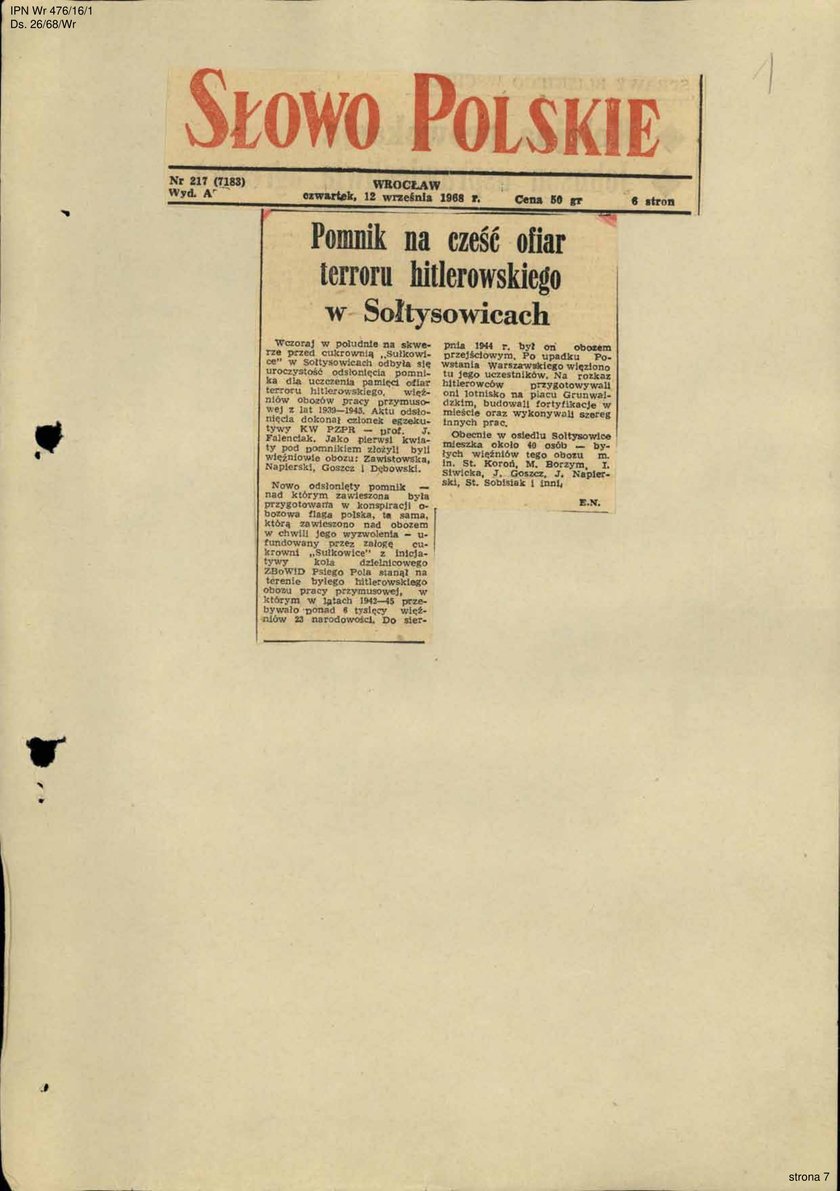 IPN Wr 476/16/1
Ds. 26/68/Wr
1
SŁOWO POLSKIE
Nr 217 (7183)
Wyd. A
WROCŁAW
czwartek, 12 września 1968 r.
Cena 50 gr
6 stron
Pomnik na cześć ofiar
terroru hitlerowskiego
w Sołtysowicach
Wczoraj w południe na skwe-
rze przed cukrownią „Sułkowi-
ce" w Sołtysowicach odbyła się
uroczystość odsłonięcia pomni-
ka dla uczczenia pamięci ofiar
terroru hitlerowskiego, więź-
niów obozów pracy przymuso-
wej z lat 1939—1945. Aktu odsło-
nięcia dokonał członek egzeku-
tywy KW PZPR — prof. J.
Falenciak. Jako pierwsi kwia-
ty pod pomnikiem złożyli byli
więźniowie obozu: Zawistowska,
Napierski, Goszcz i Dębowski.
Nowo odsłonięty pomnik —
nad którym zawieszona była
przygotowana w konspiracji o-
bozowa flaga polska, ta sama,
którą zawieszono nad obozem
w chwili jego wyzwolenia — u-
fundowany przez załogę cu-
krowni „Sułkowice" z inicja-
tywy koła dzielnicowego
ZBoWiD Psiego Pola stanął na
terenie byłego hitlerowskiego
obozu pracy przymusowej, w
którym w latach 1942—45 prze-
bywało ponad 6 tysięcy więź-
niów 23 narodowości. Do sier-
pnia 1944 r. był on obozem
przejściowym. Po upadku Po-
wstania Warszawskiego więziono
tu jego uczestników. Na rozkaz
hitlerowców przygotowywali
oni lotnisko na placu Grunwal-
dzkim, budowali fortyfikacje w
mieście oraz wykonywali szereg
innych prac.
Obecnie w osiedlu Sołtysowice
mieszka około 40 osób — by-
łych więźniów tego obozu m.
in. St. Koroń, M. Borzym, I.
Siwicka, J. Goszcz, J. Napier-
ski, St. Sobisiak i inni.
E.N.
strona 7